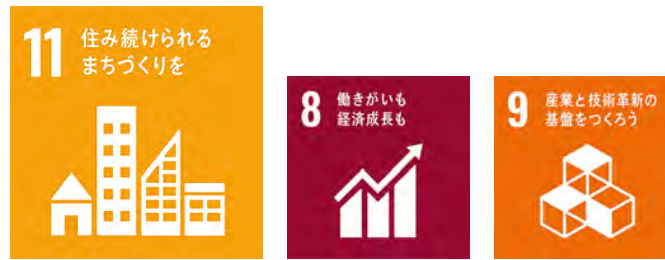 11 住み続けられる
まちづくりを
8 働きがいも
経済成長も
9 産業と技術革新の
基盤をつくろう